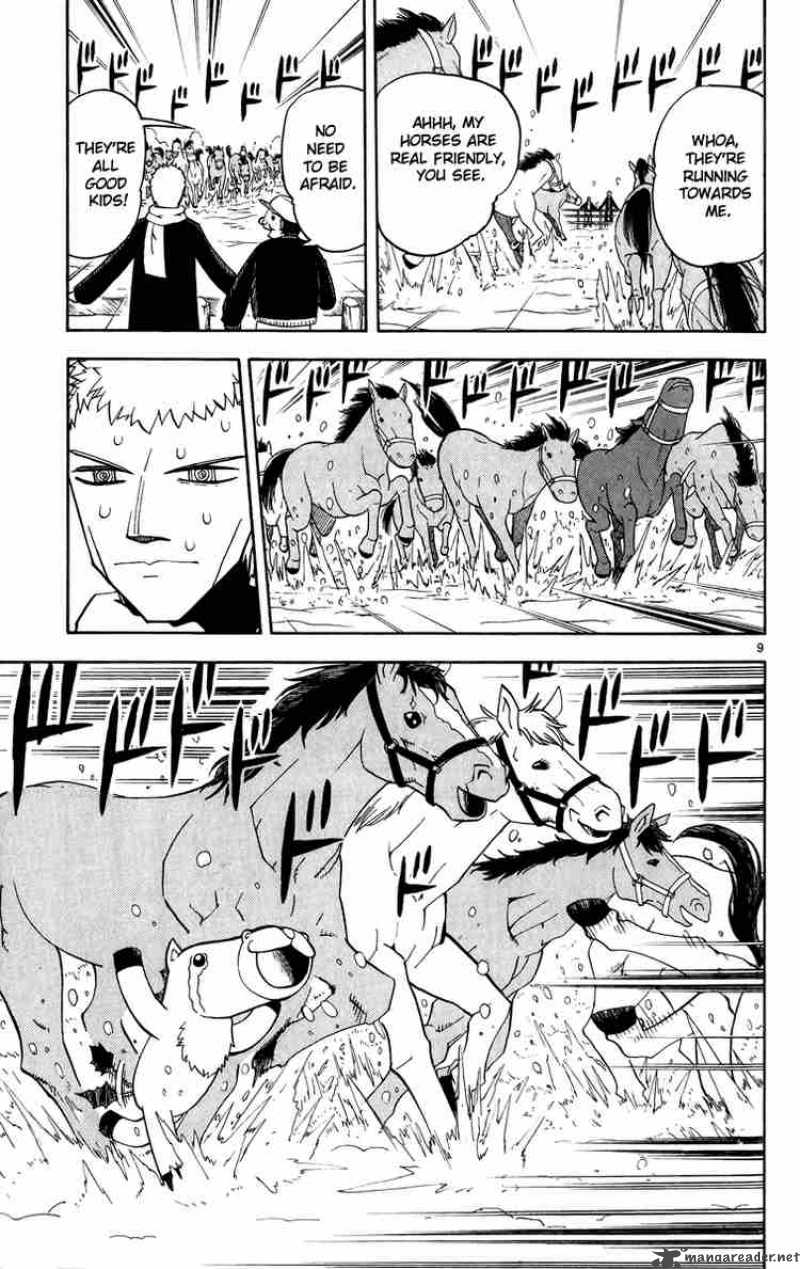 WHOA,
THEY'RE
RUNNING
TOWARDS
ME.
AHHH, MY
HORSES ARE
REAL FRIENDLY,
YOU SEE.
ド ド ド ド ド ド
NO
NEED
TO BE
AFRAID.
THEY'RE
ALL
GOOD
KIDS!
ド ド ド ド ド ド
ド ド ド ド ド ド ド
9
ド ド ド ド ド ド ド ド ド
mangareader.net